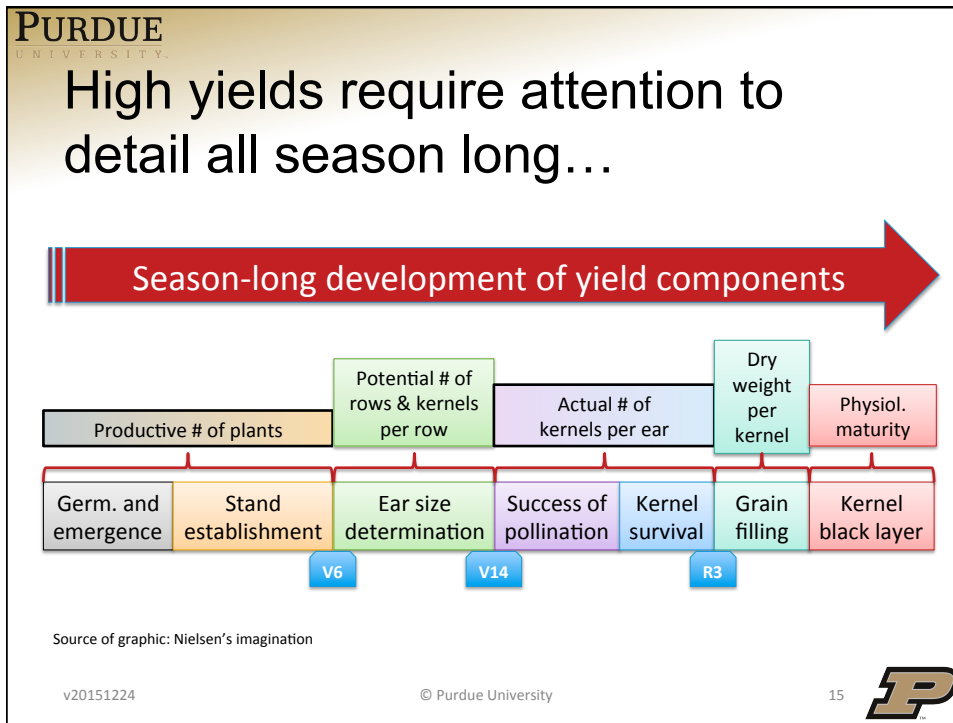 PURDUE
UNIVERSITY
High yields require attention to
detail all season long…
Season-long development of yield components
Productive # of plants
Potential # of
rows & kernels
per row
Actual # of
kernels per ear
Dry
weight
per
kernel
Physiol.
maturity
Germ. and
emergence
Stand
establishment
Ear size
determination
Success of
pollination
Kernel
survival
Grain
filling
Kernel
black layer
V6
V14
R3
Source of graphic: Nielsen’s imagination
v20151224
© Purdue University
15
P